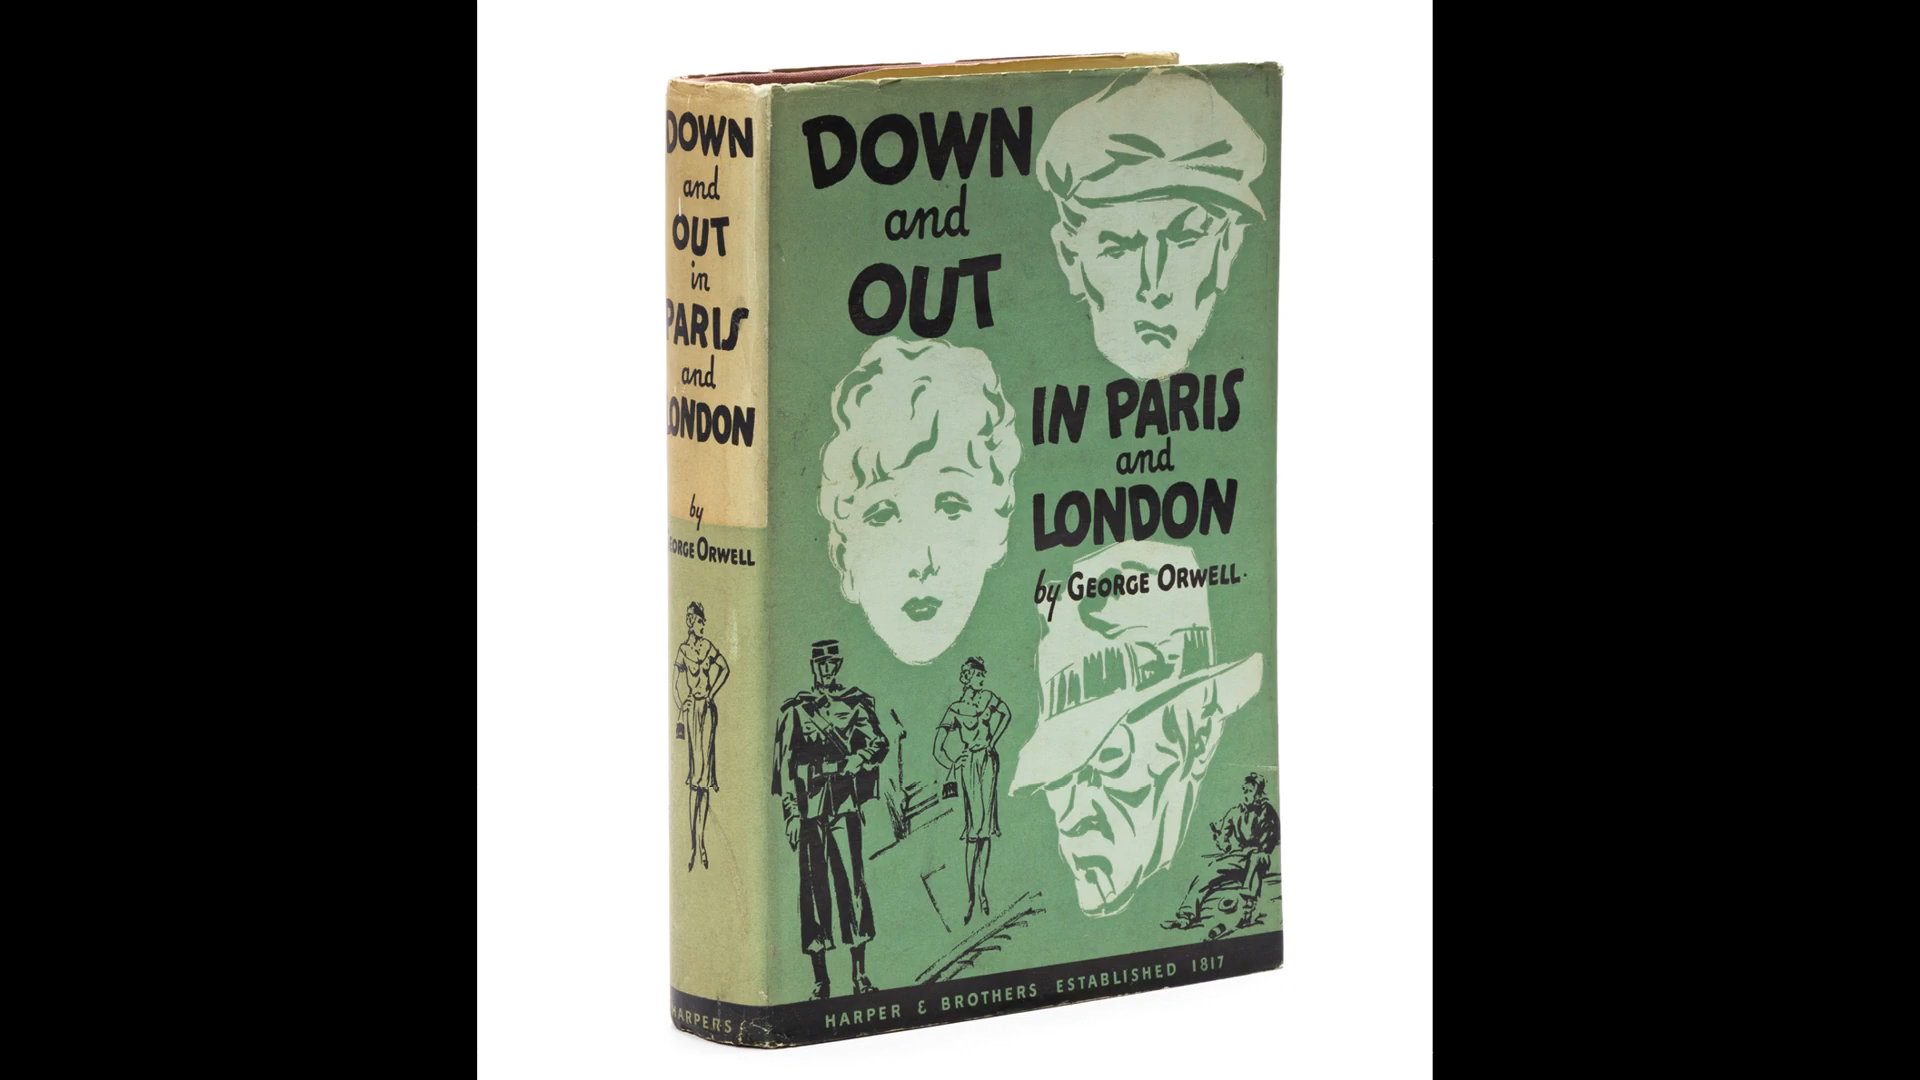 DOWN
and
OUT
in
PARIS
and
LONDON
by
GEORGE ORWELL
HARPERS
DOWN
and
OUT
IN PARIS
and
LONDON
by GEORGE ORWELL.
HARPER & BROTHERS ESTABLISHED 1817